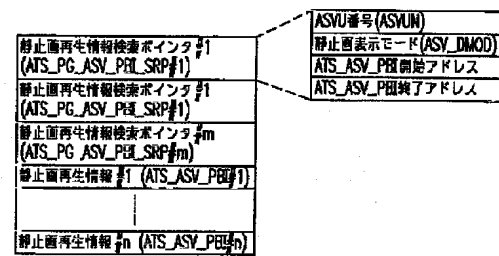 静止画再生情報検索ポインタ#1
(ATS_PG_ASV_PBI_SRP#1)
静止画再生情報検索ポインタ#1
(ATS_PG_ASV_PBI_SRP#1)
静止画再生情報検索ポインタ#m
(ATS_PG_ASV_PBI_SRP#m)
静止画再生情報#1 (ATS_ASV_PBI#1)
静止画再生情報#n (ATS_ASV_PBI#n)
ASVU番号(ASVUN)
静止画表示モード(ASV_DMOD)
ATS_ASV_PBI開始アドレス
ATS_ASV_PBI終了アドレス